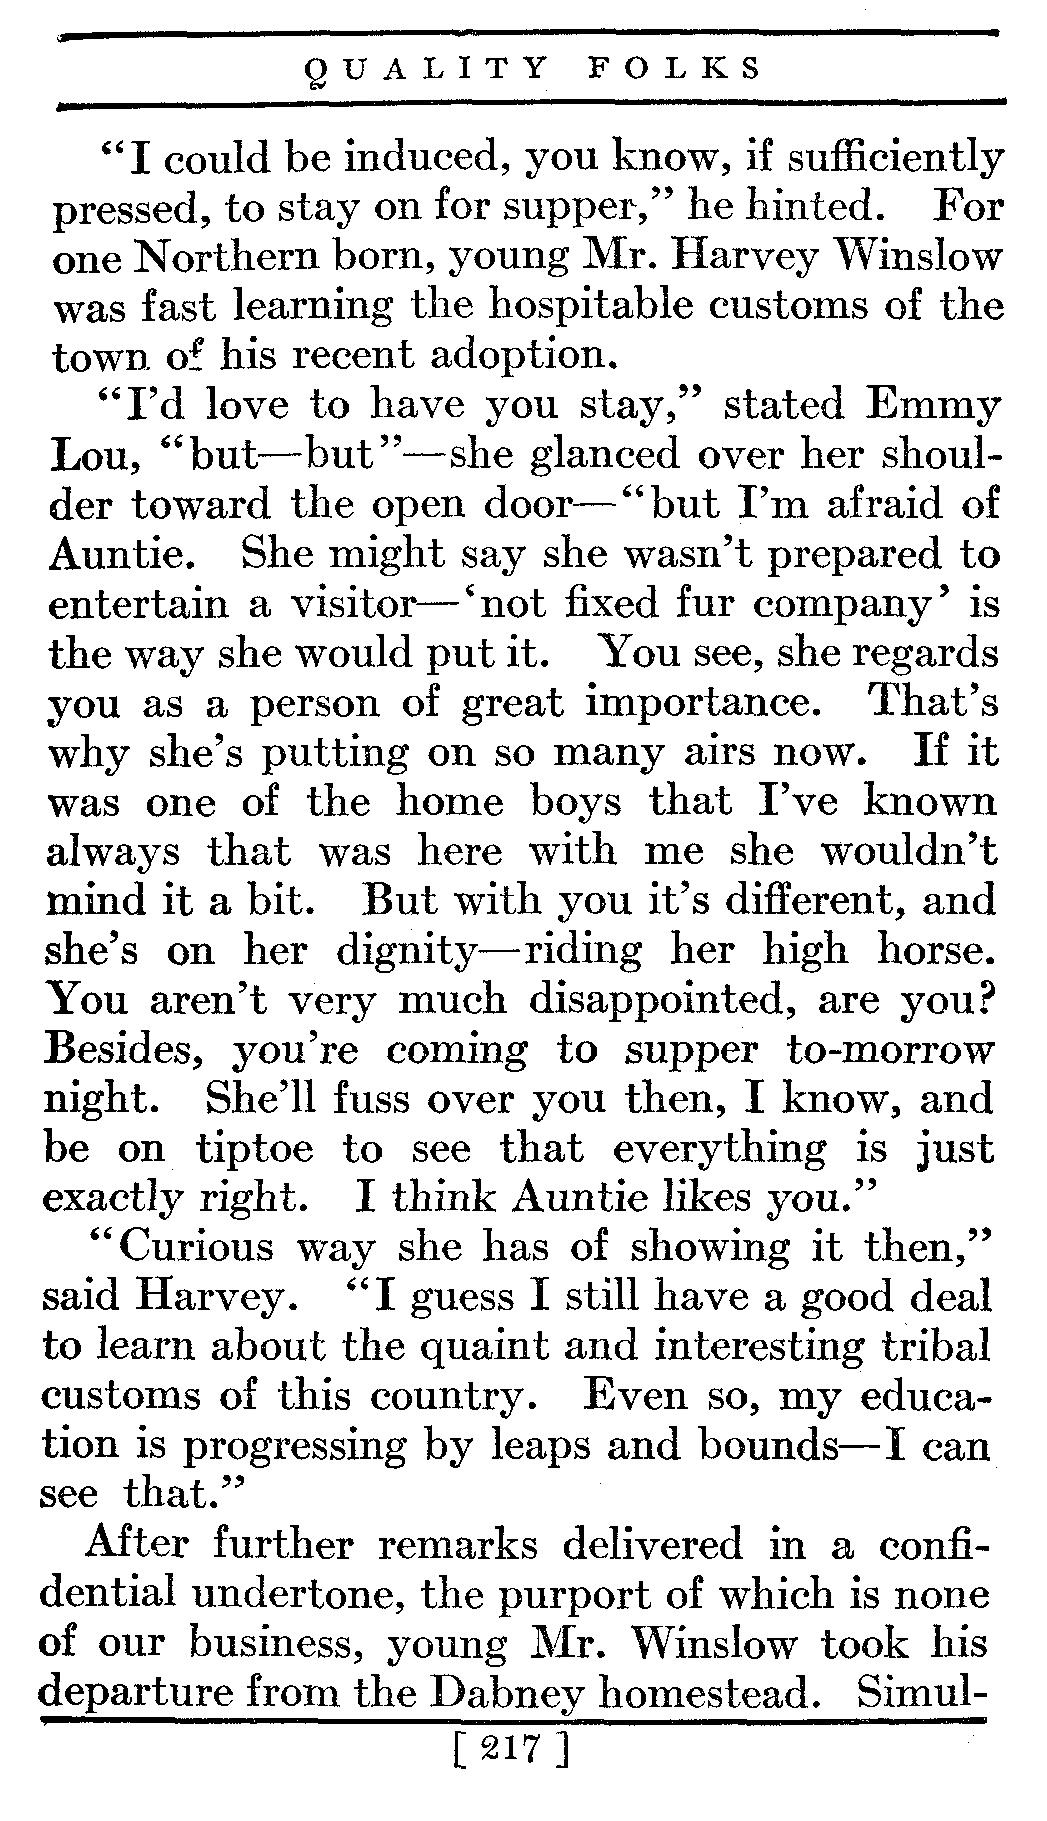 QUALITY FOLKS
“I could be induced, you know, if sufficiently
pressed, to stay on for supper,” he hinted. For
one Northern born, young Mr. Harvey Winslow
was fast learning the hospitable customs of the
town of his recent adoption.
“I’d love to have you stay,” stated Emmy
Lou, “but—but”—she glanced over her shoul-
der toward the open door—“but I’m afraid of
Auntie. She might say she wasn’t prepared to
entertain a visitor—‘not fixed fur company’ is
the way she would put it. You see, she regards
you as a person of great importance. That’s
why she’s putting on so many airs now. If it
was one of the home boys that I’ve known
always that was here with me she wouldn’t
mind it a bit. But with you it’s different, and
she’s on her dignity—riding her high horse.
You aren’t very much disappointed, are you?
Besides, you’re coming to supper to-morrow
night. She’ll fuss over you then, I know, and
be on tiptoe to see that everything is just
exactly right. I think Auntie likes you.”
“Curious way she has of showing it then,”
said Harvey. “I guess I still have a good deal
to learn about the quaint and interesting tribal
customs of this country. Even so, my educa-
tion is progressing by leaps and bounds—I can
see that.”
After further remarks delivered in a confi-
dential undertone, the purport of which is none
of our business, young Mr. Winslow took his
departure from the Dabney homestead. Simul-
[ 217 ]